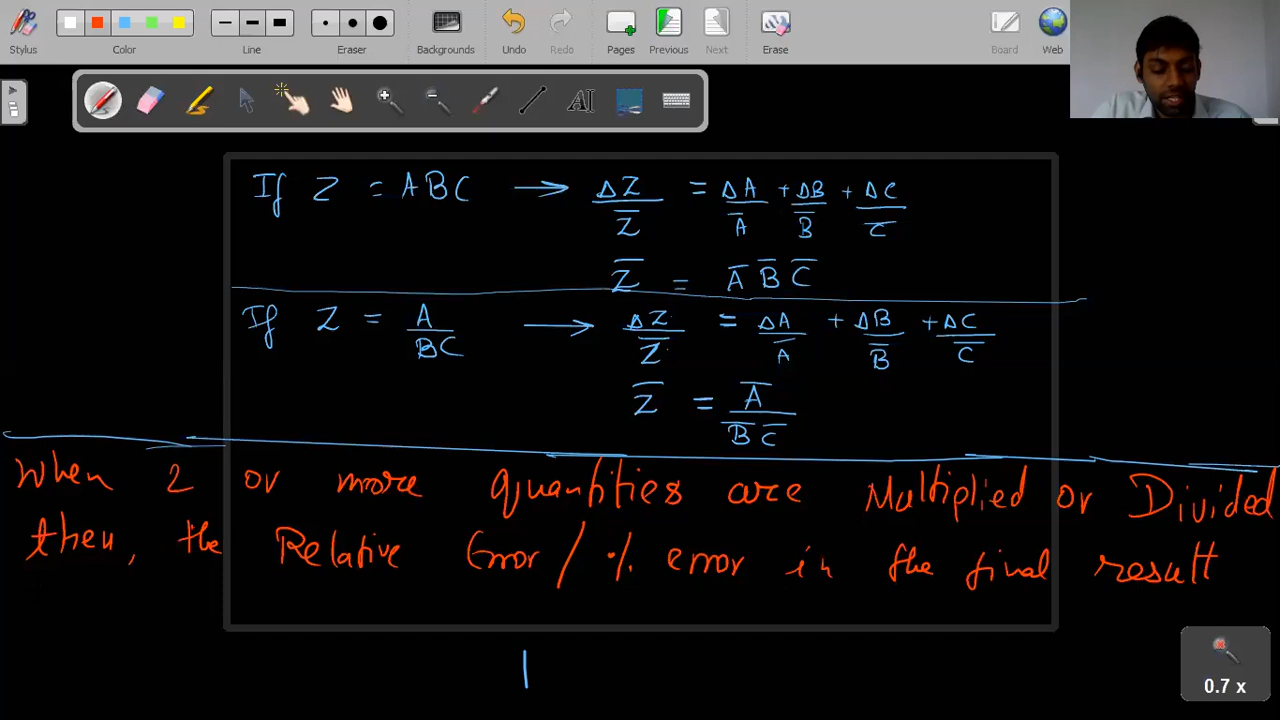 Stylus Color Line Eraser Backgrounds Undo Redo Pages Previous Next Erase Board Web
If Z = ABC → ΔZ/Z̅ = ΔA/A̅ + ΔB/B̅ + ΔC/C̅
Z̅ = A̅ B̅ C̅
If Z = A/BC → ΔZ/Z̅ = ΔA/A̅ + ΔB/B̅ + ΔC/C̅
Z̅ = A̅/B̅ C̅
When 2 or more quantities are Multiplied or Divided
then, the Relative Error / % error in the final result
0.7 x